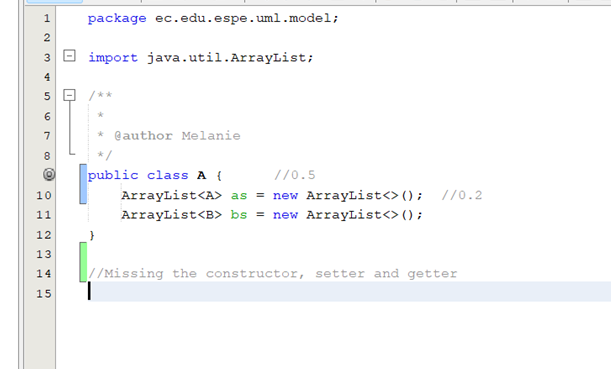 1 package ec.edu.espe.uml.model;
2
3 import java.util.ArrayList;
4
5 /**
6 *
7 * @author Melanie
8 */
public class A { //0.5
10 ArrayList<A> as = new ArrayList<>(); //0.2
11 ArrayList<B> bs = new ArrayList<>();
12 }
13
14 //Missing the constructor, setter and getter
15